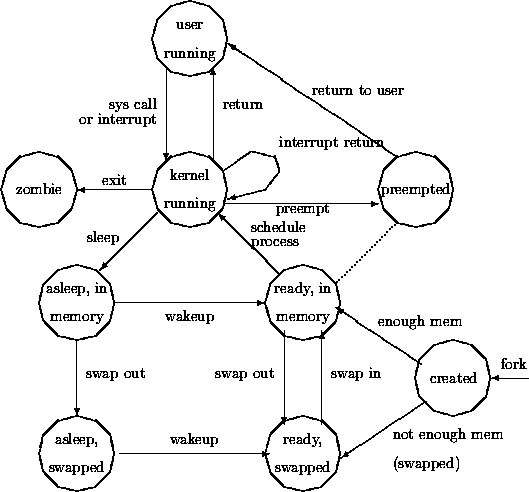 user
running
sys call
or interrupt
return
return to user
interrupt return
zombie
exit
kernel
running
preempt
preempted
sleep
schedule
process
asleep, in
memory
wakeup
ready, in
memory
enough mem
swap out
swap out
swap in
created
fork
asleep,
swapped
wakeup
ready,
swapped
not enough mem
(swapped)